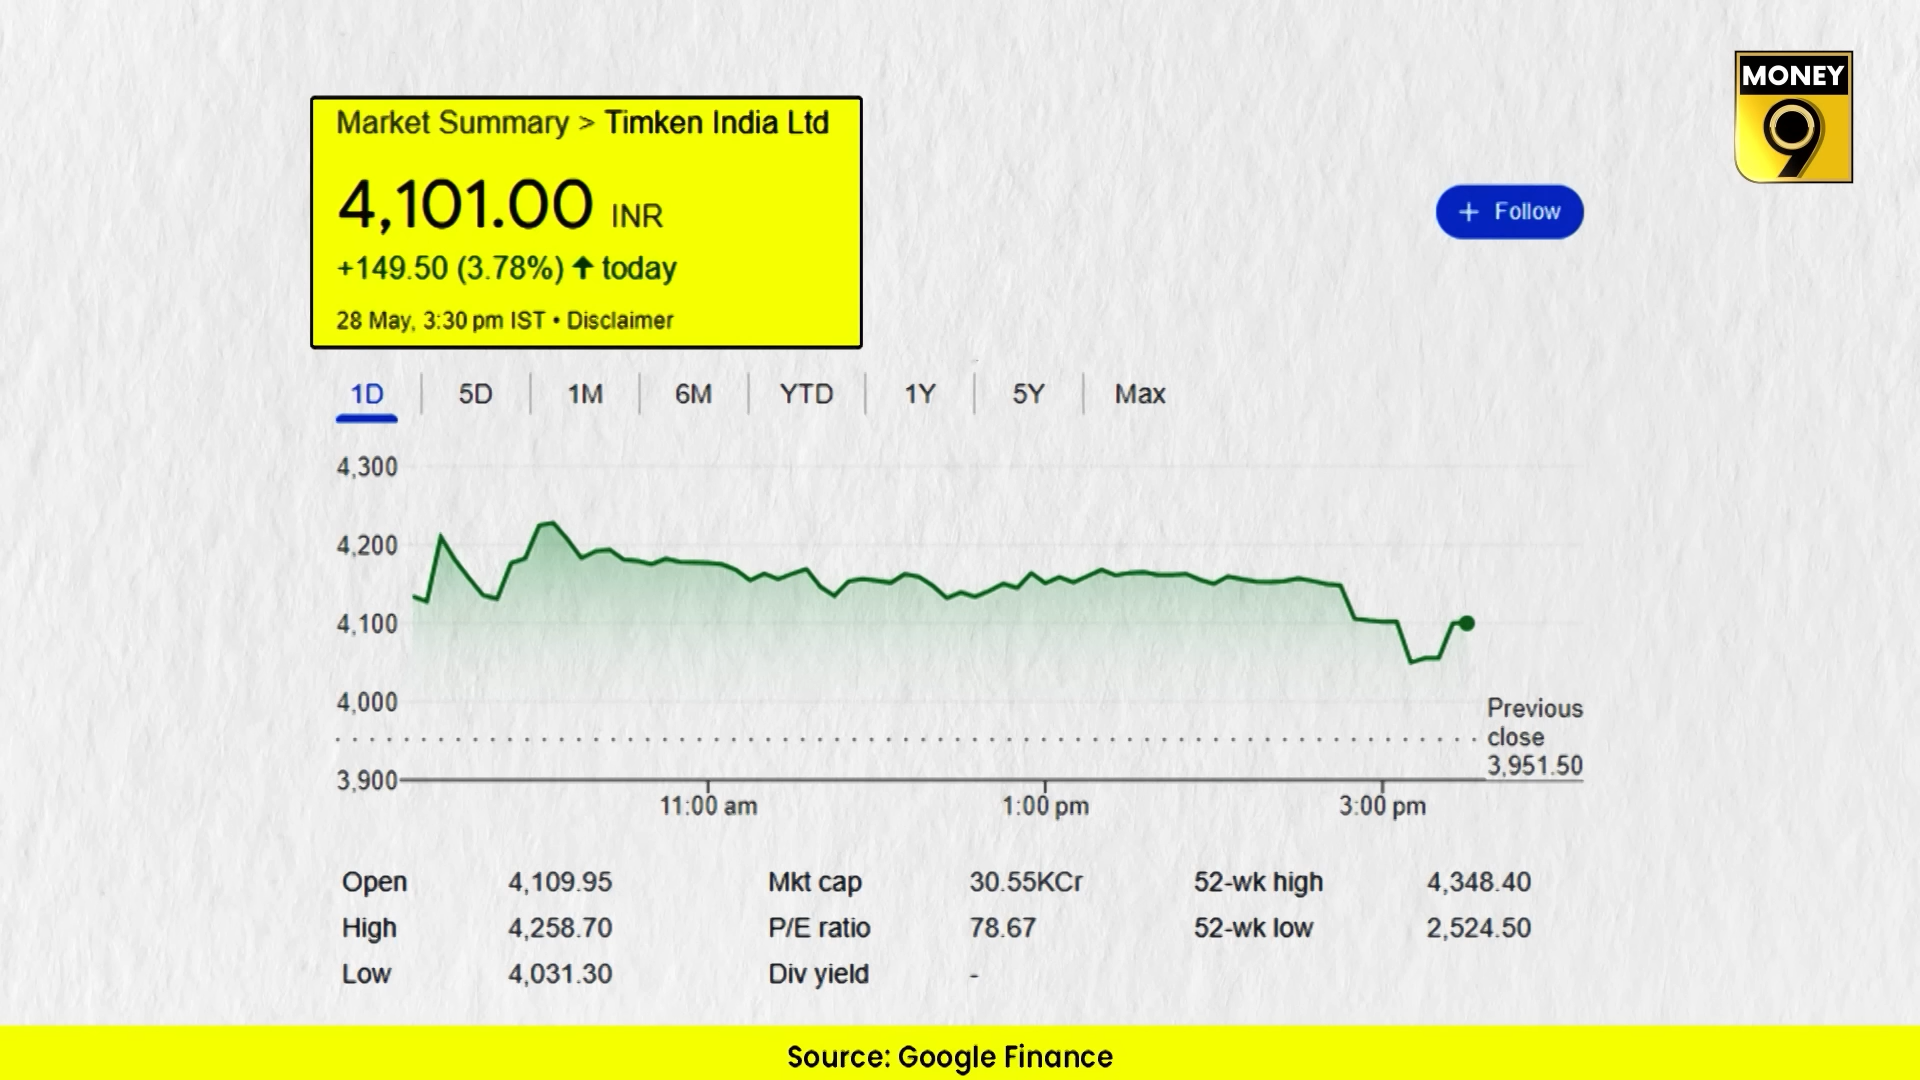 MONEY
9
Market Summary > Timken India Ltd
4,101.00 INR
+149.50 (3.78%) ↑ today
28 May, 3:30 pm IST • Disclaimer
+ Follow
1D 5D 1M 6M YTD 1Y 5Y Max
4,300
4,200
4,100
4,000
3,900
Previous
close
3,951.50
11:00 am 1:00 pm 3:00 pm
Open 4,109.95 Mkt cap 30.55KCr 52-wk high 4,348.40
High 4,258.70 P/E ratio 78.67 52-wk low 2,524.50
Low 4,031.30 Div yield -
Source: Google Finance